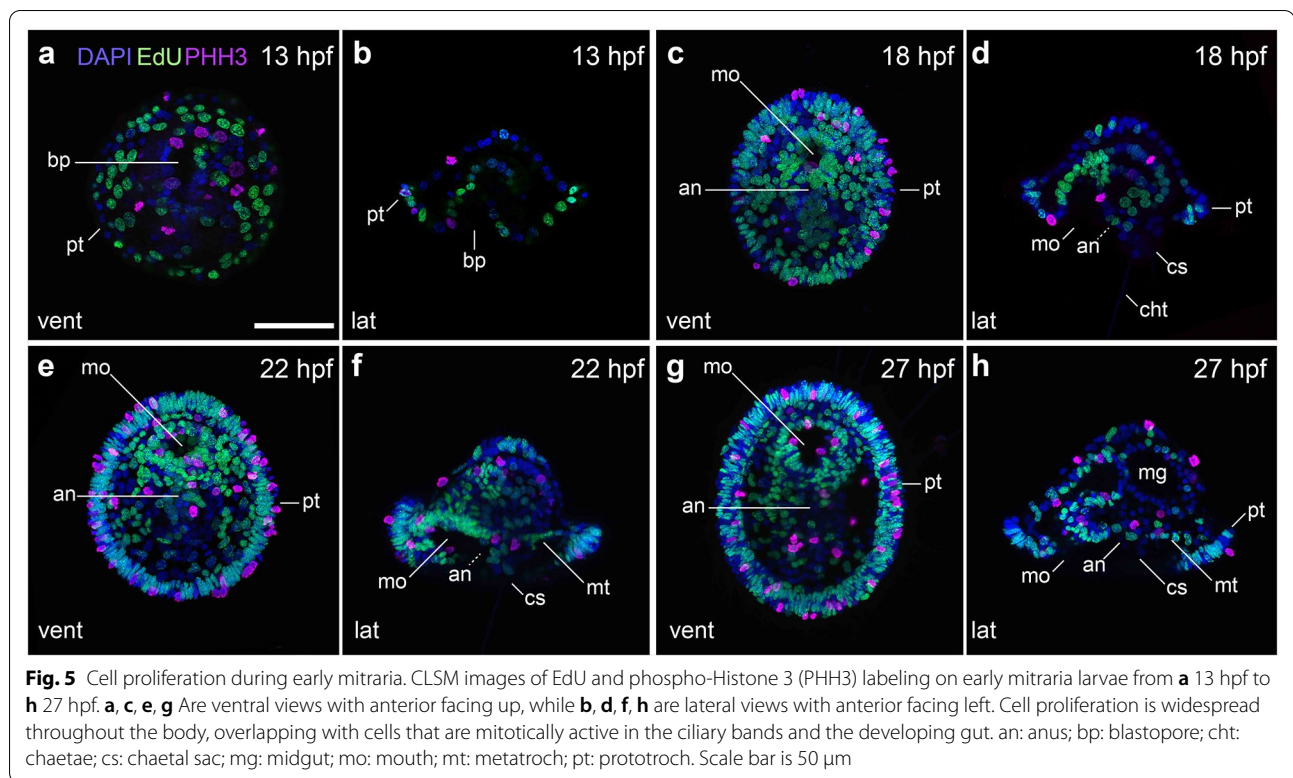 a DAPI EdU PHH3 13 hpf
bp
pt
vent
b 13 hpf
pt
bp
lat
c 18 hpf
mo
an
pt
vent
d 18 hpf
pt
mo
an
cs
cht
lat
e 22 hpf
mo
an
pt
vent
f 22 hpf
mo
an
cs
mt
lat
g 27 hpf
mo
an
pt
vent
h 27 hpf
mg
pt
mo
an
cs
mt
lat
Fig. 5 Cell proliferation during early mitraria. CLSM images of EdU and phospho-Histone 3 (PHH3) labeling on early mitraria larvae from a 13 hpf to
h 27 hpf. a, c, e, g Are ventral views with anterior facing up, while b, d, f, h are lateral views with anterior facing left. Cell proliferation is widespread
throughout the body, overlapping with cells that are mitotically active in the ciliary bands and the developing gut. an: anus; bp: blastopore; cht:
chaetae; cs: chaetal sac; mg: midgut; mo: mouth; mt: metatroch; pt: prototroch. Scale bar is 50 μm